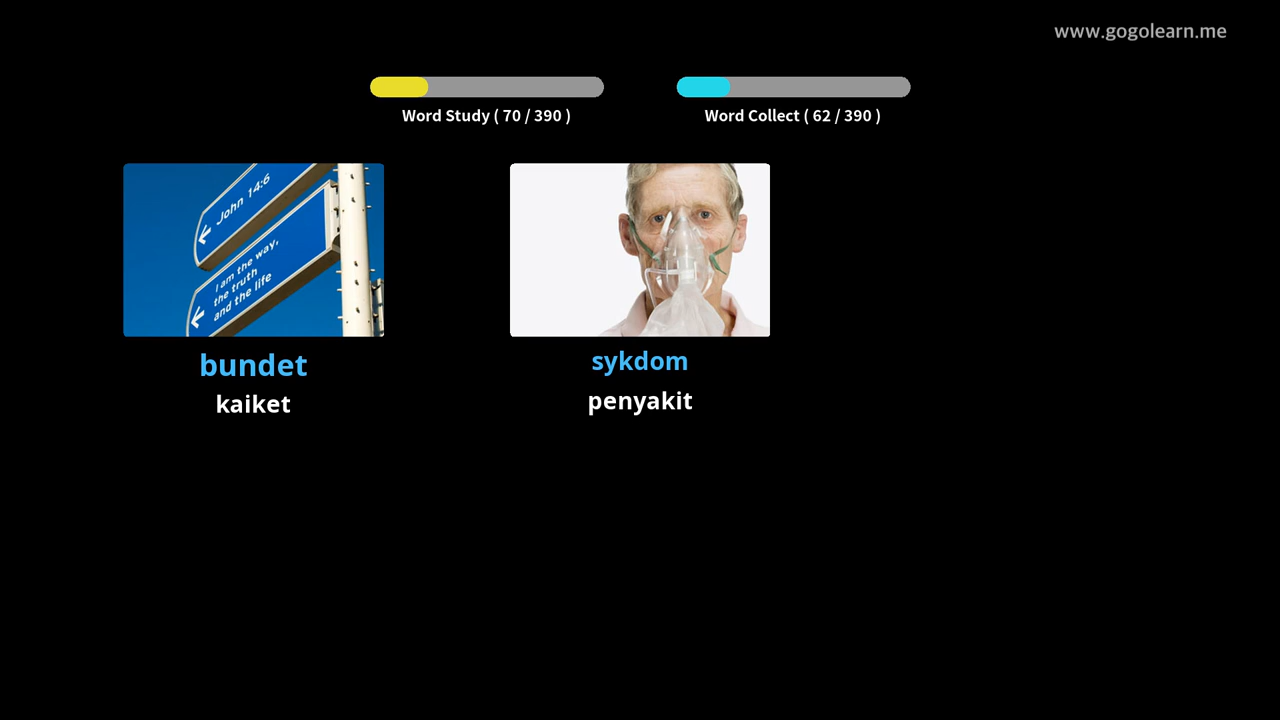 www.gogolearn.me
Word Study ( 70 / 390 )
Word Collect ( 62 / 390 )
John 14:6
I am the way,
the truth
and the life
bundet
kaiket
sykdom
penyakit